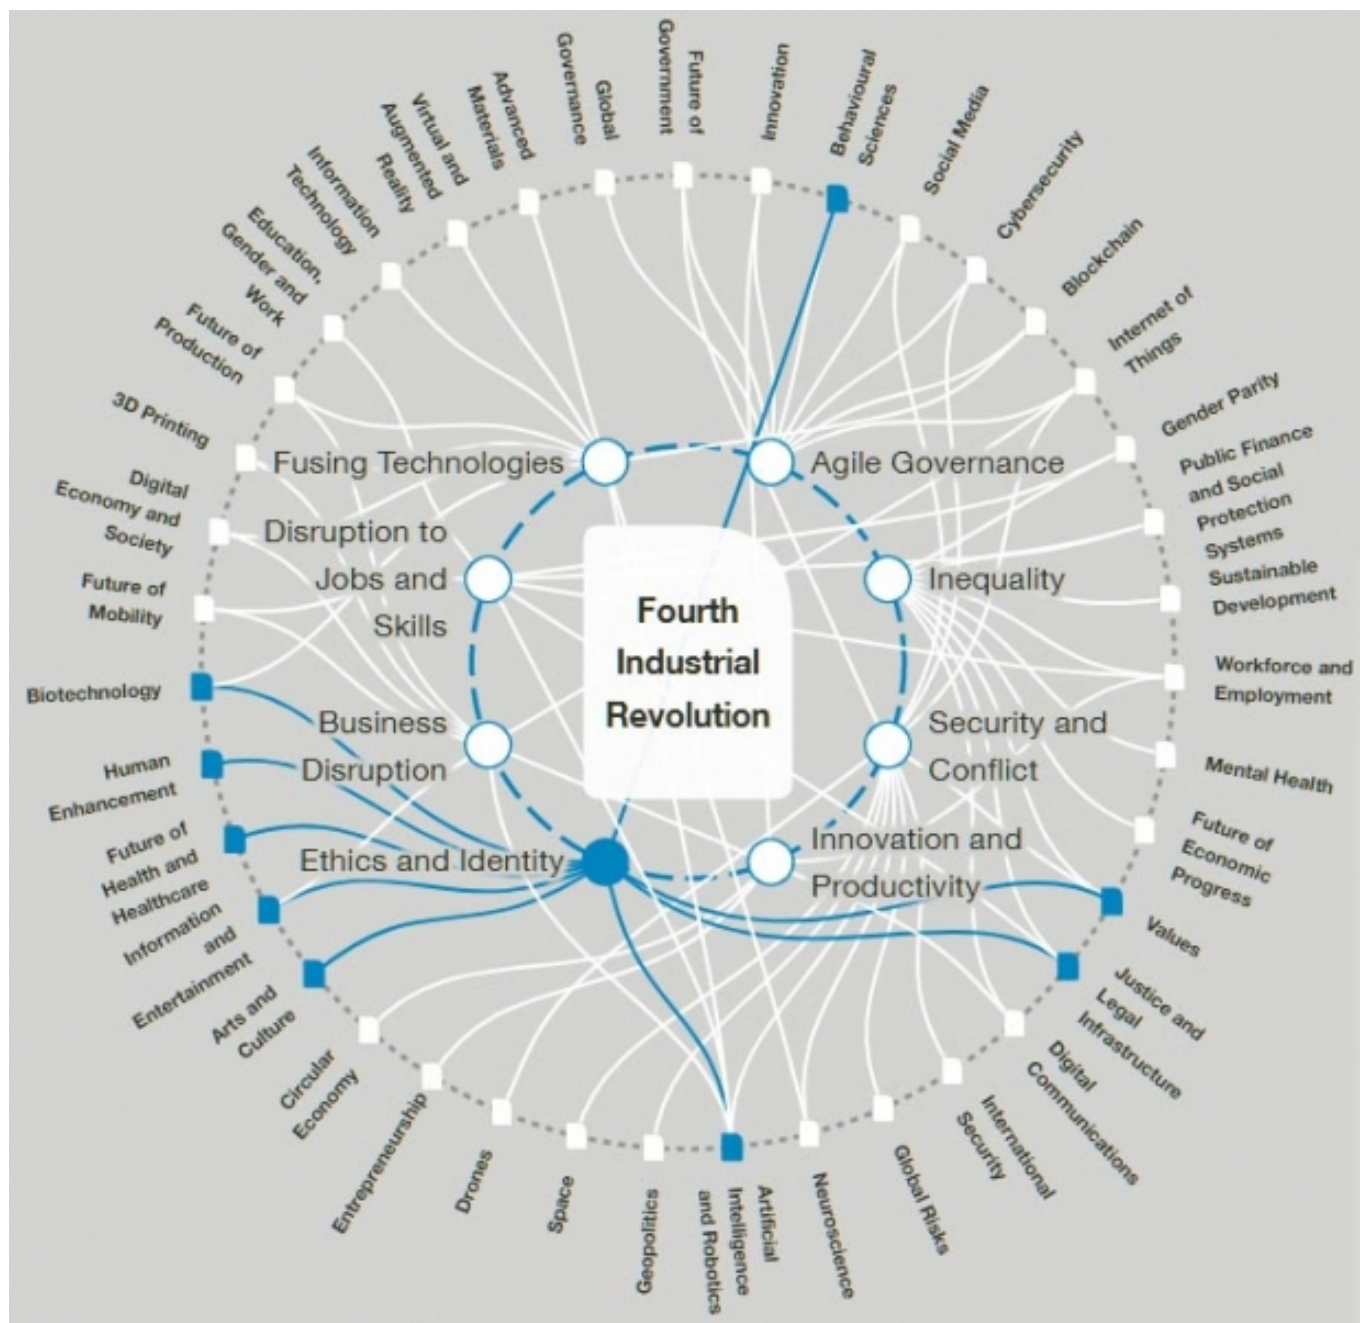 Fourth
Industrial
Revolution
Fusing Technologies
Agile Governance
Disruption to
Jobs and
Skills
Inequality
Business
Disruption
Security and
Conflict
Ethics and Identity
Innovation and
Productivity
Future of
Government
Innovation
Behavioural
Sciences
Social Media
Cybersecurity
Blockchain
Internet of
Things
Gender Parity
Public Finance
and Social
Protection
Systems
Sustainable
Development
Workforce and
Employment
Mental Health
Future of
Economic
Progress
Values
Justice and
Legal
Infrastructure
Digital
Communications
International
Security
Global Risks
Neuroscience
Artificial
Intelligence
and Robotics
Geopolitics
Space
Drones
Entrepreneurship
Circular
Economy
Arts and
Culture
Information
and
Entertainment
Future of
Health and
Healthcare
Human
Enhancement
Biotechnology
Future of
Mobility
Digital
Economy and
Society
3D Printing
Future of
Production
Education,
Gender and
Work
Information
Technology
Virtual and
Augmented
Reality
Advanced
Materials
Global
Governance